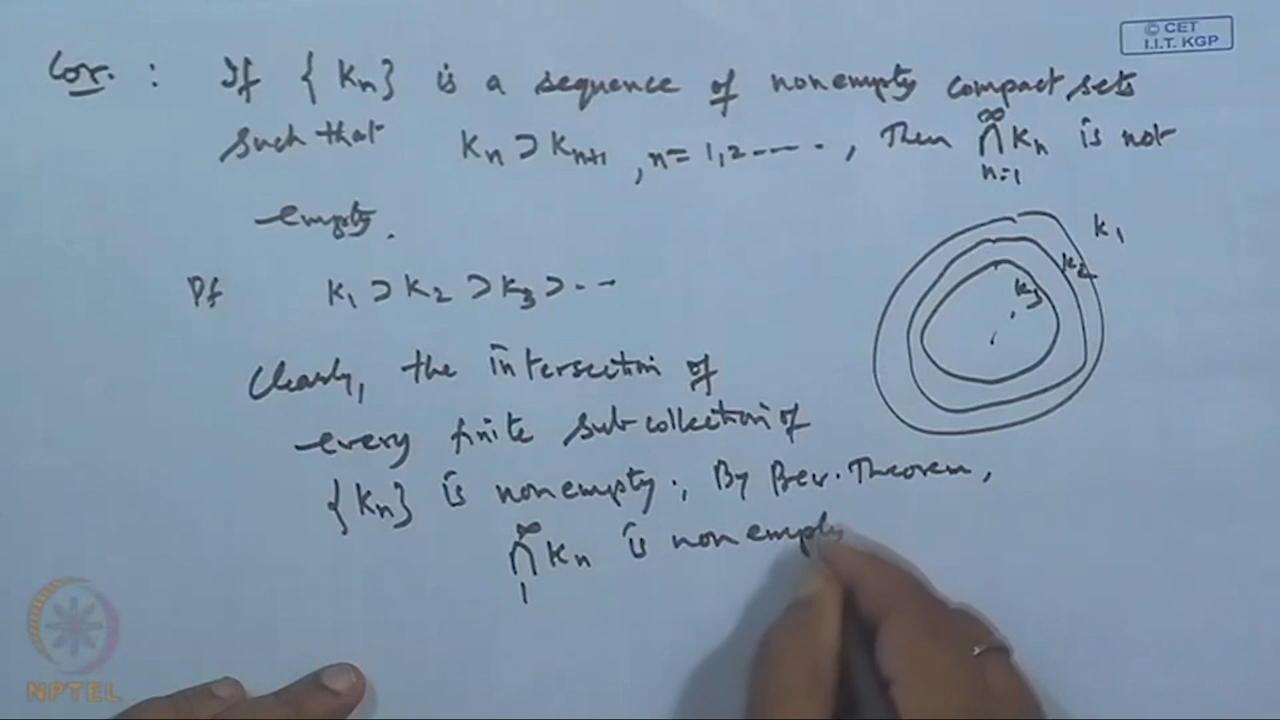 © CET
I.I.T. KGP
Cor. : If {Kn} is a sequence of nonempty compact sets
such that Kn ⊃ Kn+1, n = 1,2-----, Then ∞∩n=1 Kn is not
empty.
Pf K1 ⊃ K2 ⊃ K3 ⊃ ---
K1
K2
K3
Clearly, the intersection of
every finite sub-collection of
{Kn} is nonempty., By Prev. Theorem,
∞∩1 Kn is nonempty
NPTEL